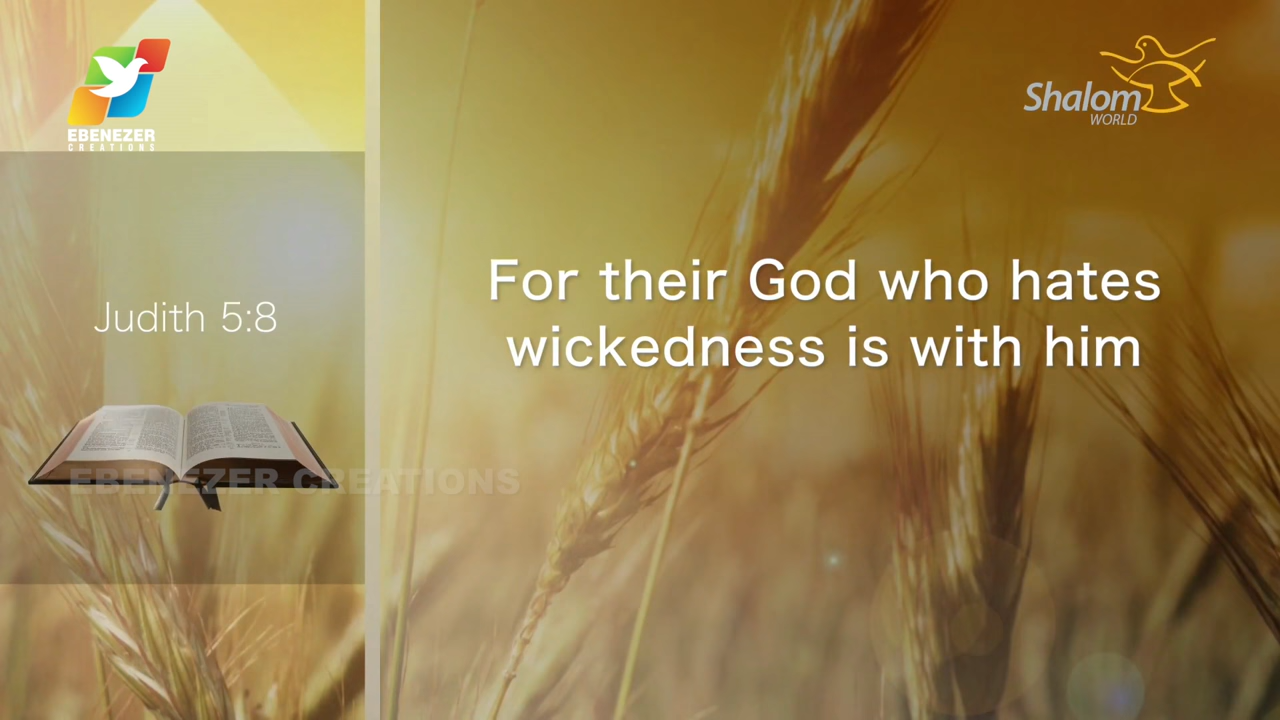 EBENEZER
CREATIONS
Shalom
WORLD
Judith 5:8
For their God who hates
wickedness is with him
EBENEZER CREATIONS